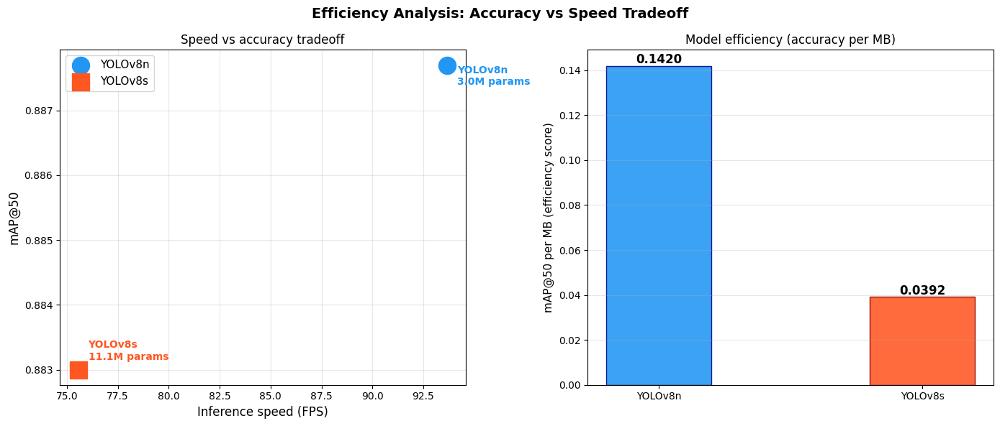 Efficiency Analysis: Accuracy vs Speed Tradeoff
Speed vs accuracy tradeoff
YOLOv8n
YOLOv8s
YOLOv8n
3.0M params
YOLOv8s
11.1M params
mAP@50
0.887
0.886
0.885
0.884
0.883
75.0 77.5 80.0 82.5 85.0 87.5 90.0 92.5
Inference speed (FPS)
Model efficiency (accuracy per MB)
mAP@50 per MB (efficiency score)
0.14
0.12
0.10
0.08
0.06
0.04
0.02
0.00
0.1420
0.0392
YOLOv8n YOLOv8s